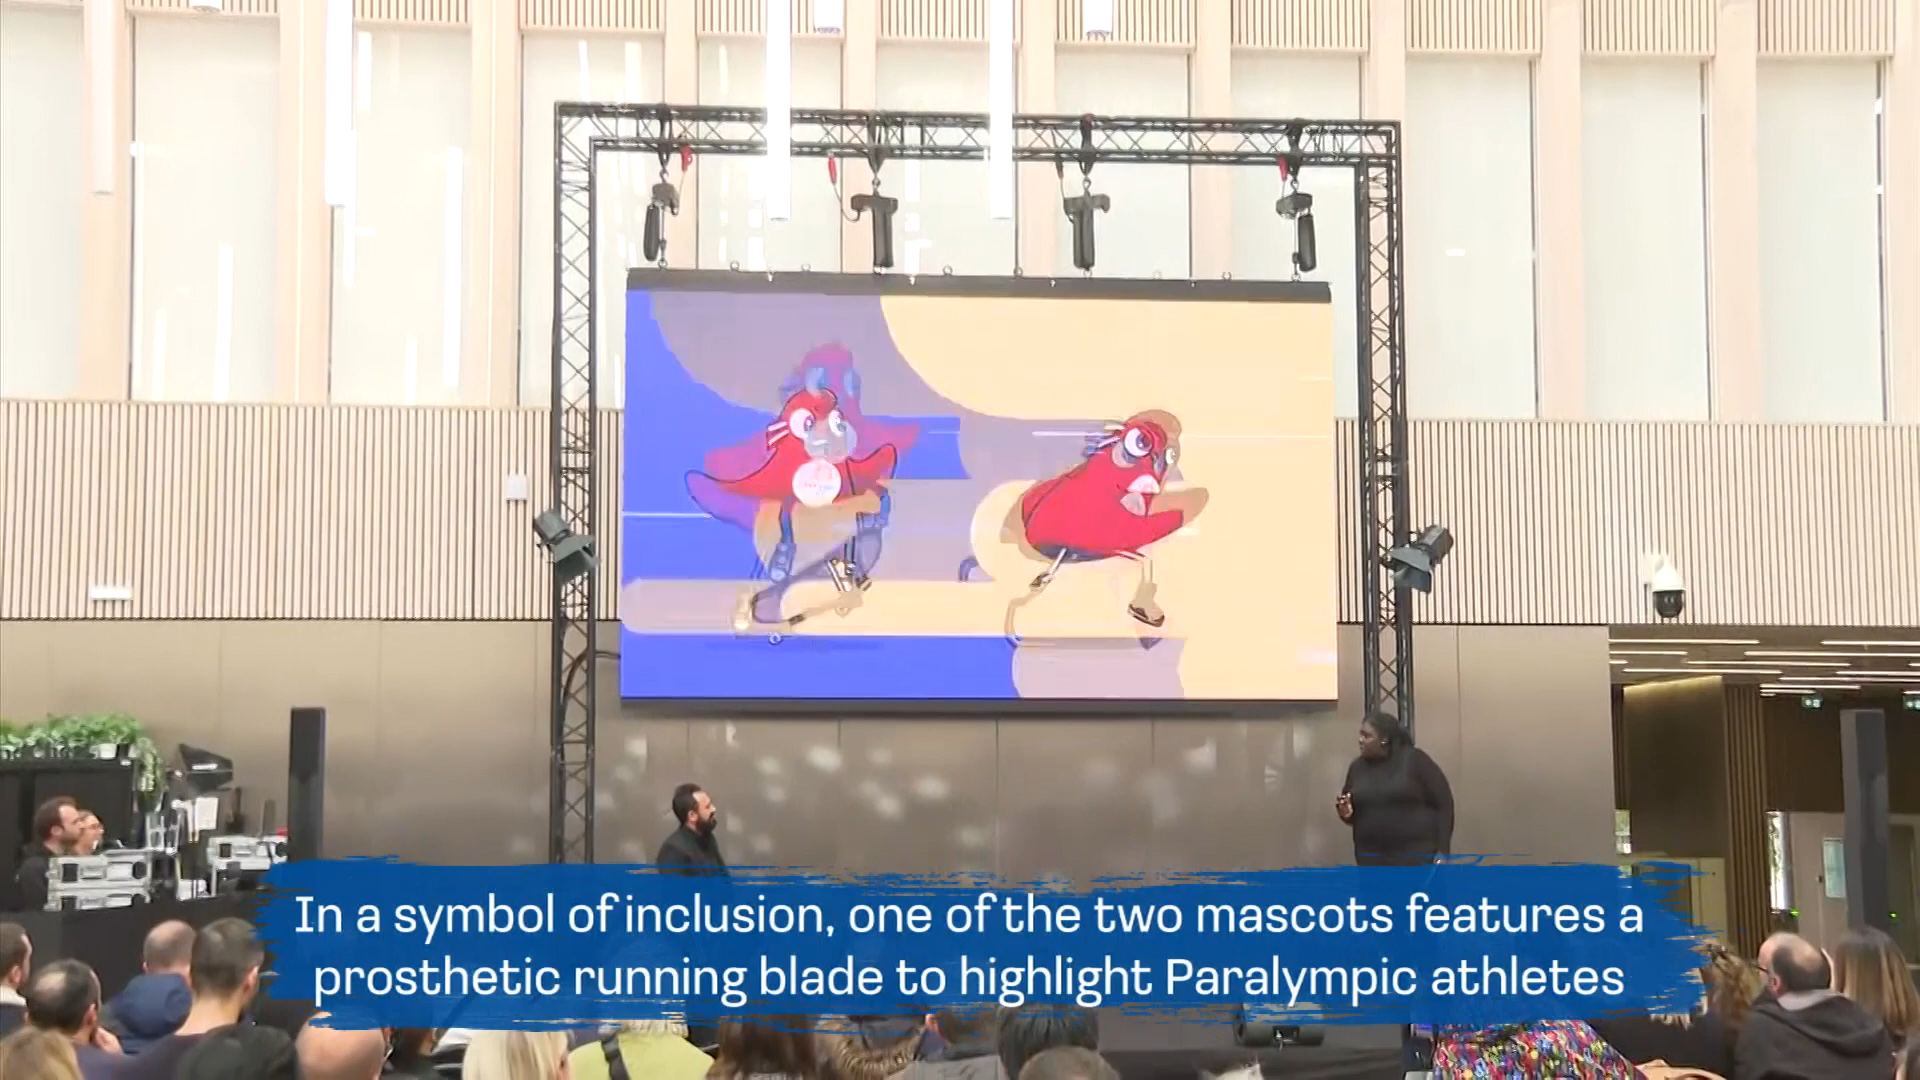 In a symbol of inclusion, one of the two mascots features a
prosthetic running blade to highlight Paralympic athletes